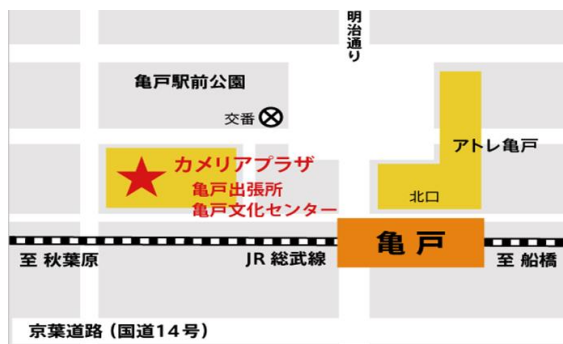 明治通り
亀戸駅前公園
交番
アトレ亀戸
カメリアプラザ
亀戸出張所
亀戸文化センター
北口
亀戸
至 秋葉原
JR 総武線
至 船橋
京葉道路（国道14号）